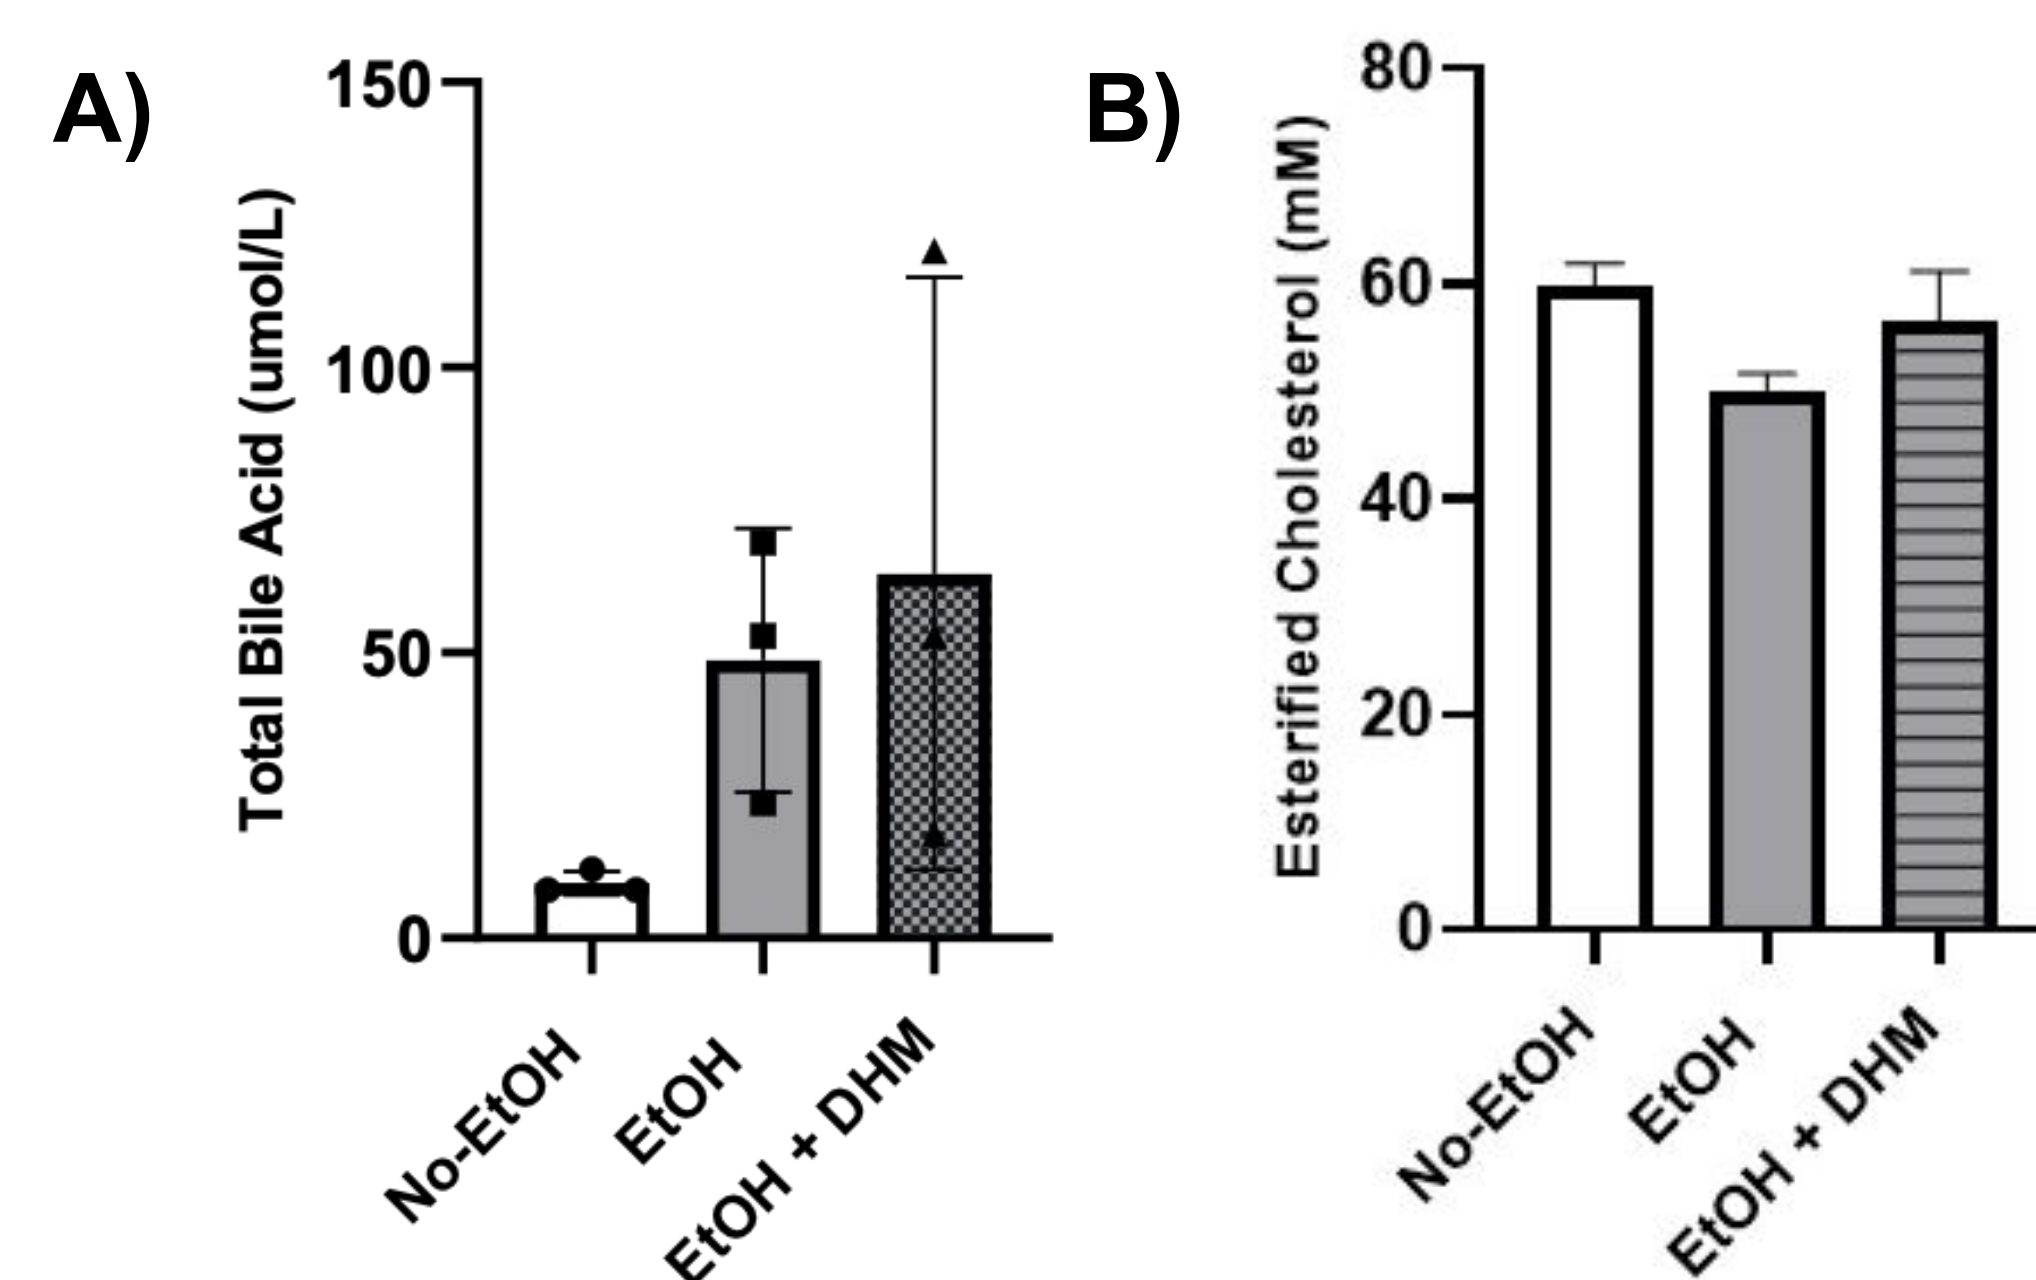 A)
Total Bile Acid (umol/L)
150
100
50
0
No-EtOH
EtOH
EtOH + DHM
B)
Esterified Cholesterol (mM)
80
60
40
20
0
No-EtOH
EtOH
EtOH + DHM